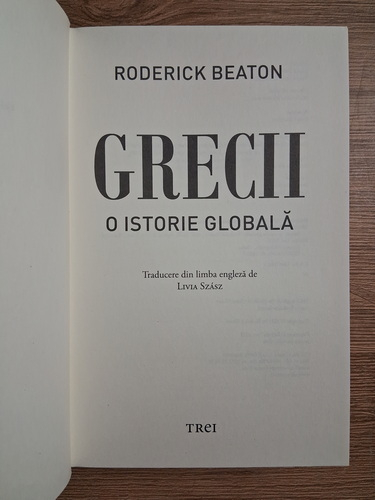 RODERICK BEATON
GRECII
O ISTORIE GLOBALĂ
Traducere din limba engleză de
LIVIA SZÁSZ
TREI